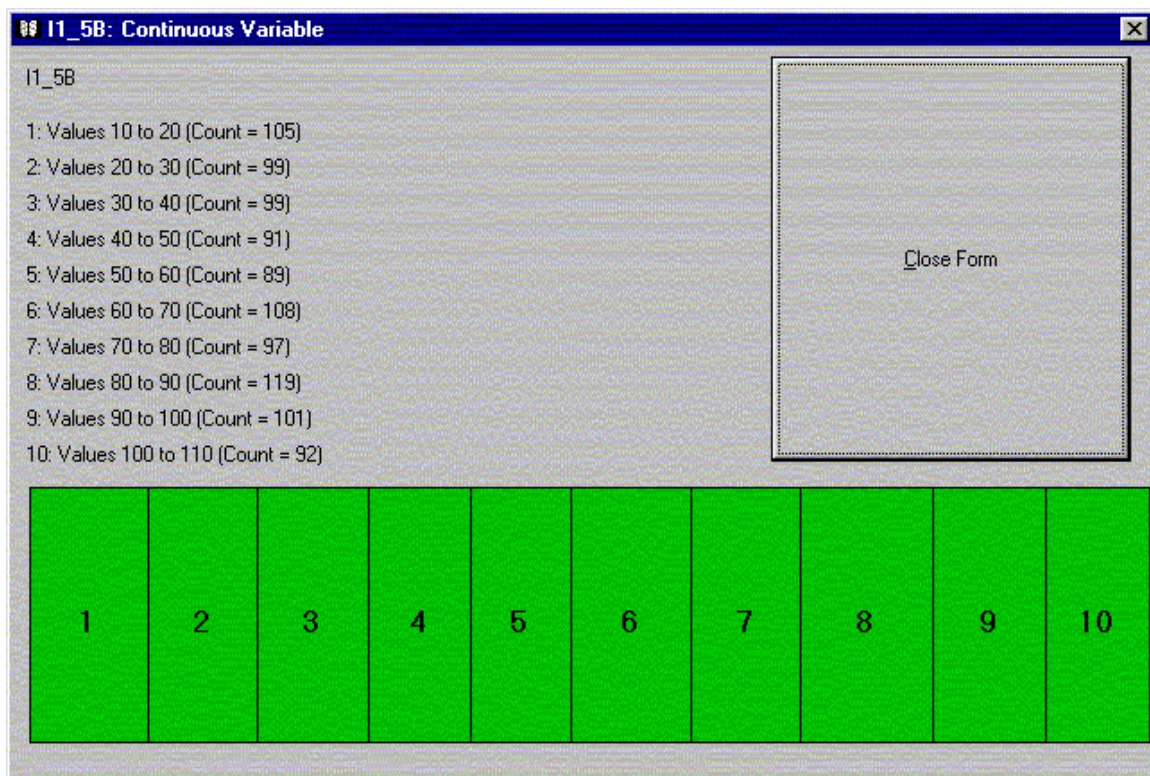 I1_5B: Continuous Variable
I1_5B
1: Values 10 to 20 (Count = 105)
2: Values 20 to 30 (Count = 99)
3: Values 30 to 40 (Count = 99)
4: Values 40 to 50 (Count = 91)
5: Values 50 to 60 (Count = 89)
6: Values 60 to 70 (Count = 108)
7: Values 70 to 80 (Count = 97)
8: Values 80 to 90 (Count = 119)
9: Values 90 to 100 (Count = 101)
10: Values 100 to 110 (Count = 92)
Close Form
1 2 3 4 5 6 7 8 9 10